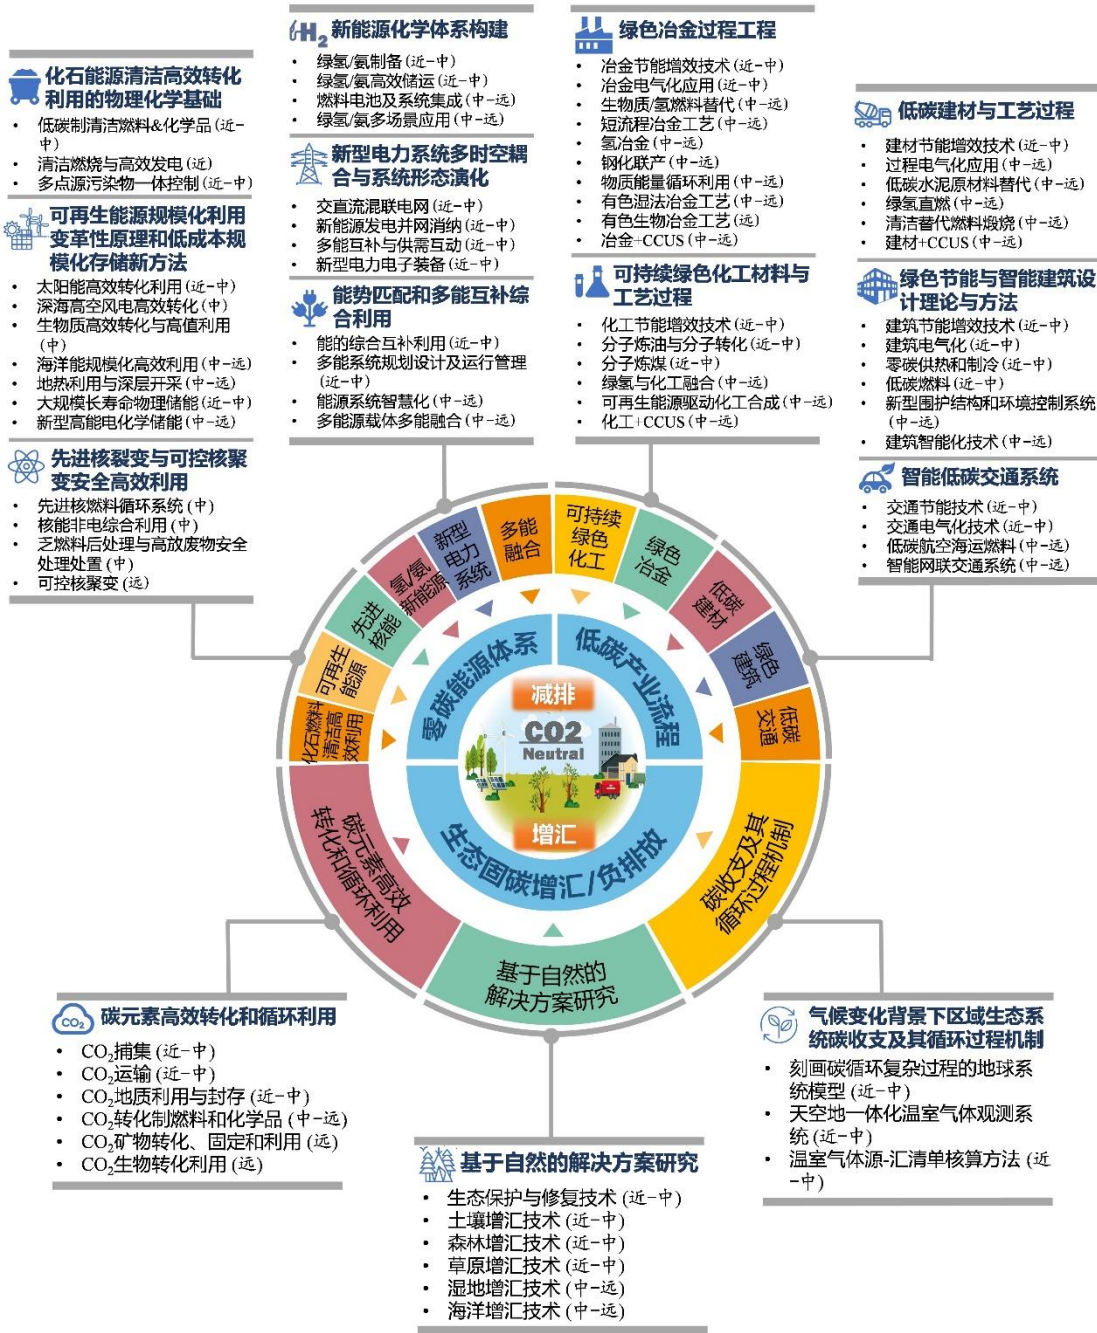 化石能源清洁高效转化
利用的物理化学基础
• 低碳制清洁燃料&化学品 (近-
中)
• 清洁燃烧与高效发电 (近)
• 多点源污染物一体控制 (近-中)
可再生能源规模化利用
变革性原理和低成本规
模化存储新方法
• 太阳能高效转化利用 (近-中)
• 深海高空风电高效转化 (中)
• 生物质高效转化与高值利用
(中)
• 海洋能规模化高效利用 (中-远)
• 地热利用与深层开采 (中-远)
• 大规模长寿命物理储能 (近-中)
• 新型高能电化学储能 (中-远)
先进核裂变与可控核聚
变安全高效利用
• 先进核燃料循环系统 (中)
• 核能非电综合利用 (中)
• 乏燃料后处理与高放废物安全
处理处置 (中)
• 可控核聚变 (远)
H2 新能源化学体系构建
• 绿氢/氨制备 (近-中)
• 绿氢/氨高效储运 (近-中)
• 燃料电池及系统集成 (中-远)
• 绿氢/氨多场景应用 (中-远)
新型电力系统多时空耦
合与系统形态演化
• 交直流混联电网 (近-中)
• 新能源发电并网消纳 (近-中)
• 多能互补与供需互动 (近-中)
• 新型电力电子装备 (近-中)
能势匹配和多能互补综
合利用
• 能的综合互补利用 (近-中)
• 多能系统规划设计及运行管理
(近-中)
• 能源系统智慧化 (中-远)
• 多能源载体多能融合 (中-远)
绿色冶金过程工程
• 冶金节能增效技术 (近-中)
• 冶金电气化应用 (近-中)
• 生物质/氢燃料替代 (中-远)
• 短流程冶金工艺 (中-远)
• 氢冶金 (中-远)
• 钢化联产 (中-远)
• 物质能量循环利用 (中-远)
• 有色湿法冶金工艺 (中-远)
• 有色生物冶金工艺 (远)
• 冶金+CCUS (中-远)
可持续绿色化工材料与
工艺过程
• 化工节能增效技术 (近-中)
• 分子炼油与分子转化 (近-中)
• 分子炼煤 (近-中)
• 绿氢与化工融合 (中-远)
• 可再生能源驱动化工合成 (中-远)
• 化工+CCUS (中-远)
低碳建材与工艺过程
• 建材节能增效技术 (近-中)
• 过程电气化应用 (中-远)
• 低碳水泥原材料替代 (中-远)
• 绿氢直燃 (中-远)
• 清洁替代燃料煅烧 (中-远)
• 建材+CCUS (中-远)
绿色节能与智能建筑设
计理论与方法
• 建筑节能增效技术 (近-中)
• 建筑电气化 (近-中)
• 零碳供热和制冷 (近-中)
• 低碳燃料 (近-中)
• 新型围护结构和环境控制系统
(中-远)
• 建筑智能化技术 (中-远)
智能低碳交通系统
• 交通节能技术 (近-中)
• 交通电气化技术 (近-中)
• 低碳航空海运燃料 (中-远)
• 智能网联交通系统 (中-远)
化石燃料
清洁高
效利用
可再生
能源
先进
核能
氢/氨
新能源
新型
电力
系统
多能
融合
可持续
绿色
化工
绿色
冶金
低碳
建材
绿色
建筑
低碳
交通
零碳能源体系
低碳产业流程
减排
CO2
Neutral
增汇
生态固碳增汇/负排放
碳元素高效
转化和循环利用
基于自然的
解决方案研究
碳收支及其
循环过程机制
CO2 碳元素高效转化和循环利用
• CO2捕集 (近-中)
• CO2运输 (近-中)
• CO2地质利用与封存 (近-中)
• CO2转化制燃料和化学品 (中-远)
• CO2矿物转化、固定和利用 (远)
• CO2生物转化利用 (远)
基于自然的解决方案研究
• 生态保护与修复技术 (近-中)
• 土壤增汇技术 (近-中)
• 森林增汇技术 (近-中)
• 草原增汇技术 (近-中)
• 湿地增汇技术 (中-远)
• 海洋增汇技术 (中-远)
气候变化背景下区域生态系
统碳收支及其循环过程机制
• 刻画碳循环复杂过程的地球系
统模型 (近-中)
• 天空地一体化温室气体观测系
统 (近-中)
• 温室气体源-汇清单核算方法 (近
-中)